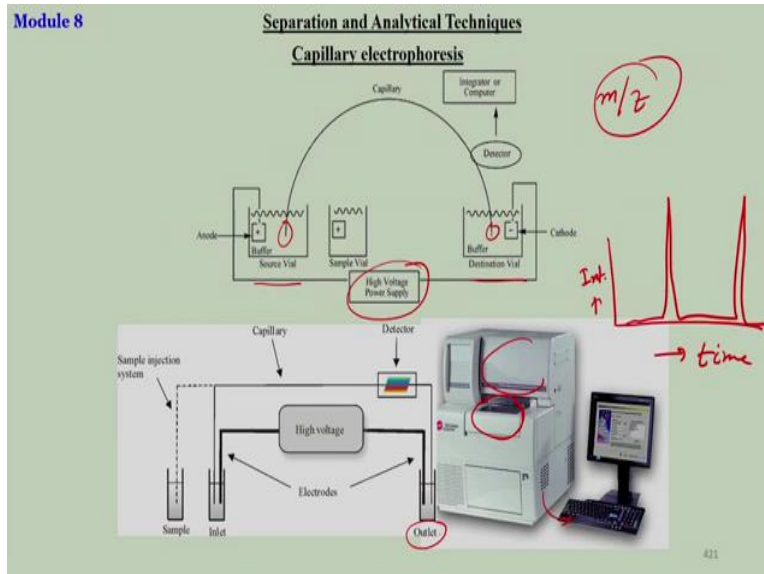 Module 8
Separation and Analytical Techniques
Capillary electrophoresis
Capillary
integrator or
Computer
m/z
Detector
Anode
+
Buffer
Source Vial
+
Sample Vial
Buffer
-
Destination Vial
Cathode
High Voltage
Power Supply
Int.
time
Capillary
Detector
Sample injection
system
High voltage
Electrodes
Sample
Inlet
Outlet
421